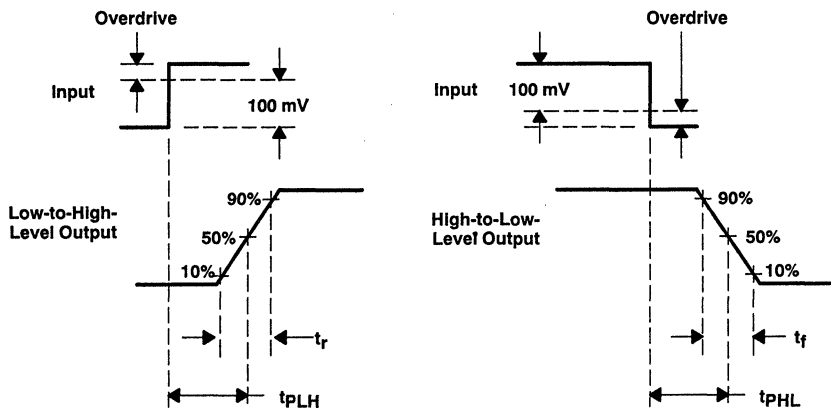 Overdrive
Input
100 mV
Low-to-High-
Level Output
90%
50%
10%
tr
tPLH
Overdrive
Input
100 mV
High-to-Low-
Level Output
90%
50%
10%
tf
tPHL